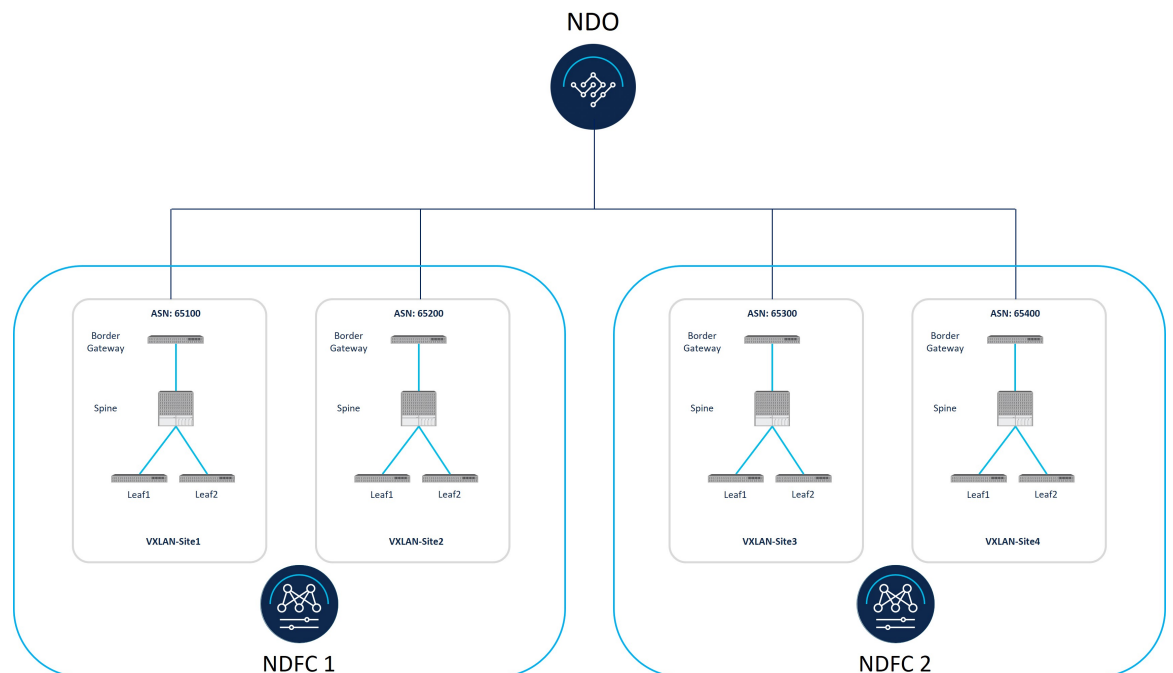 NDO
ASN: 65100
Border
Gateway
Spine
Leaf1
Leaf2
VXLAN-Site1
ASN: 65200
Border
Gateway
Spine
Leaf1
Leaf2
VXLAN-Site2
NDFC 1
ASN: 65300
Border
Gateway
Spine
Leaf1
Leaf2
VXLAN-Site3
ASN: 65400
Border
Gateway
Spine
Leaf1
Leaf2
VXLAN-Site4
NDFC 2